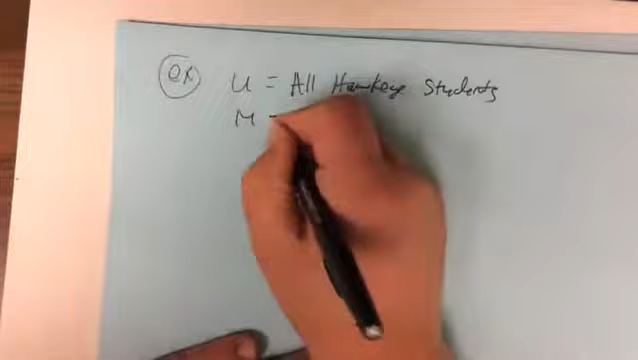 ex U = All Hawkeye Students
M =